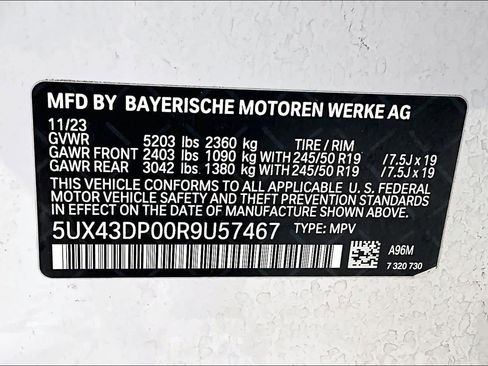 MFD BY BAYERISCHE MOTOREN WERKE AG
11/23
GVWR 5203 lbs 2360 kg TIRE / RIM
GAWR FRONT 2403 lbs 1090 kg WITH 245/50 R19 /7.5J x 19
GAWR REAR 3042 lbs 1380 kg WITH 245/50 R19 /7.5J x 19
THIS VEHICLE CONFORMS TO ALL APPLICABLE U. S. FEDERAL
MOTOR VEHICLE SAFETY AND THEFT PREVENTION STANDARDS
IN EFFECT ON THE DATE OF MANUFACTURE SHOWN ABOVE.
5UX43DP00R9U57467 TYPE: MPV
A96M
7 320 730